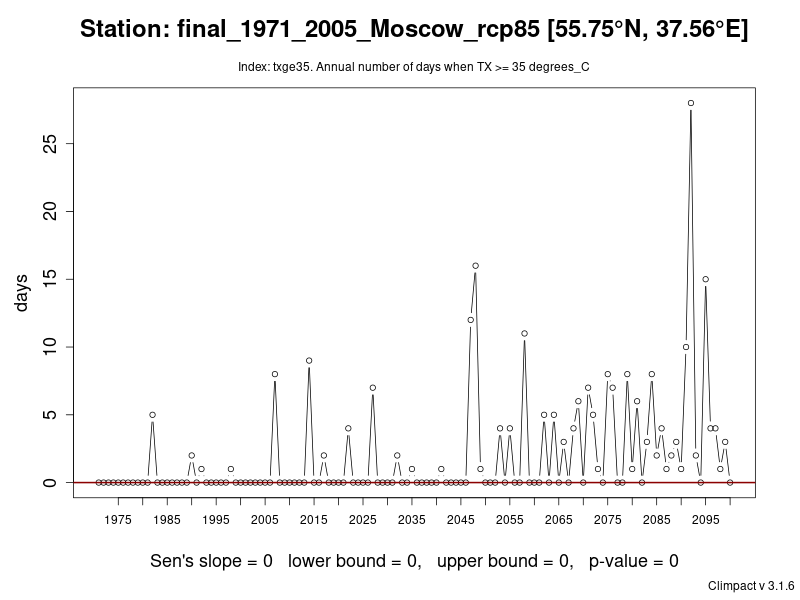 Station: final_1971_2005_Moscow_rcp85 [55.75°N, 37.56°E]
Index: txge35. Annual number of days when TX >= 35 degrees_C
days
25
20
15
10
5
0
1975 1985 1995 2005 2015 2025 2035 2045 2055 2065 2075 2085 2095
Sen's slope = 0 lower bound = 0, upper bound = 0, p-value = 0
Climpact v 3.1.6